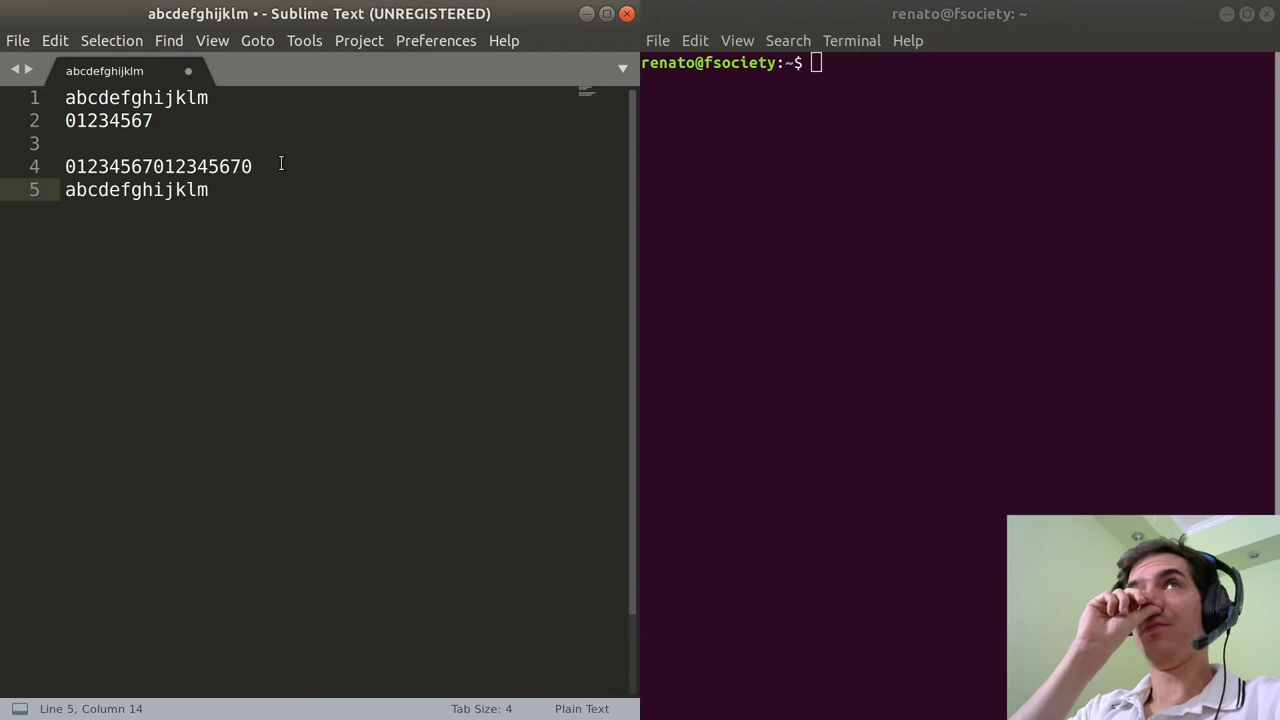 abcdefghijklm • - Sublime Text (UNREGISTERED)
File Edit Selection Find View Goto Tools Project Preferences Help
abcdefghijklm
1 abcdefghijklm
2 01234567
3
4 01234567012345670
5 abcdefghijklm
Line 5, Column 14
Tab Size: 4
Plain Text
renato@fsociety: ~
File Edit View Search Terminal Help
renato@fsociety:~$